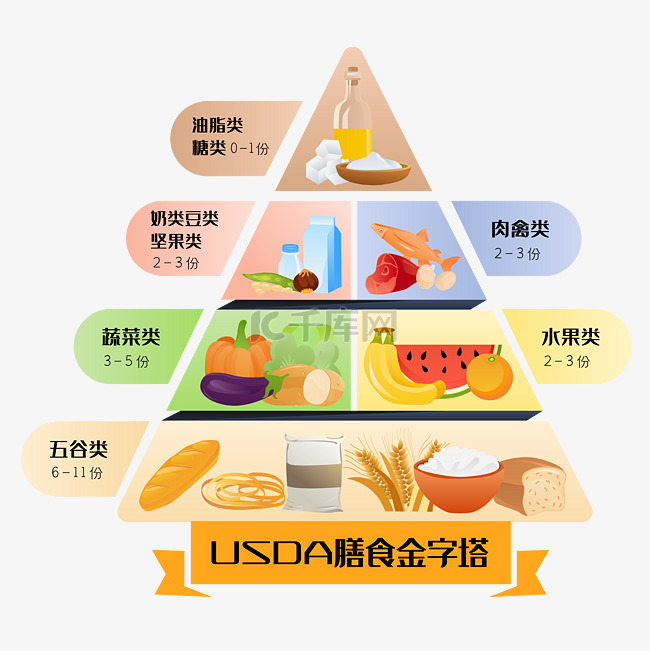 油脂类
糖类 0-1份
奶类豆类
坚果类
2-3份
肉禽类
2-3份
千库网
蔬菜类
3-5份
水果类
2-3份
五谷类
6-11份
USDA膳食金字塔